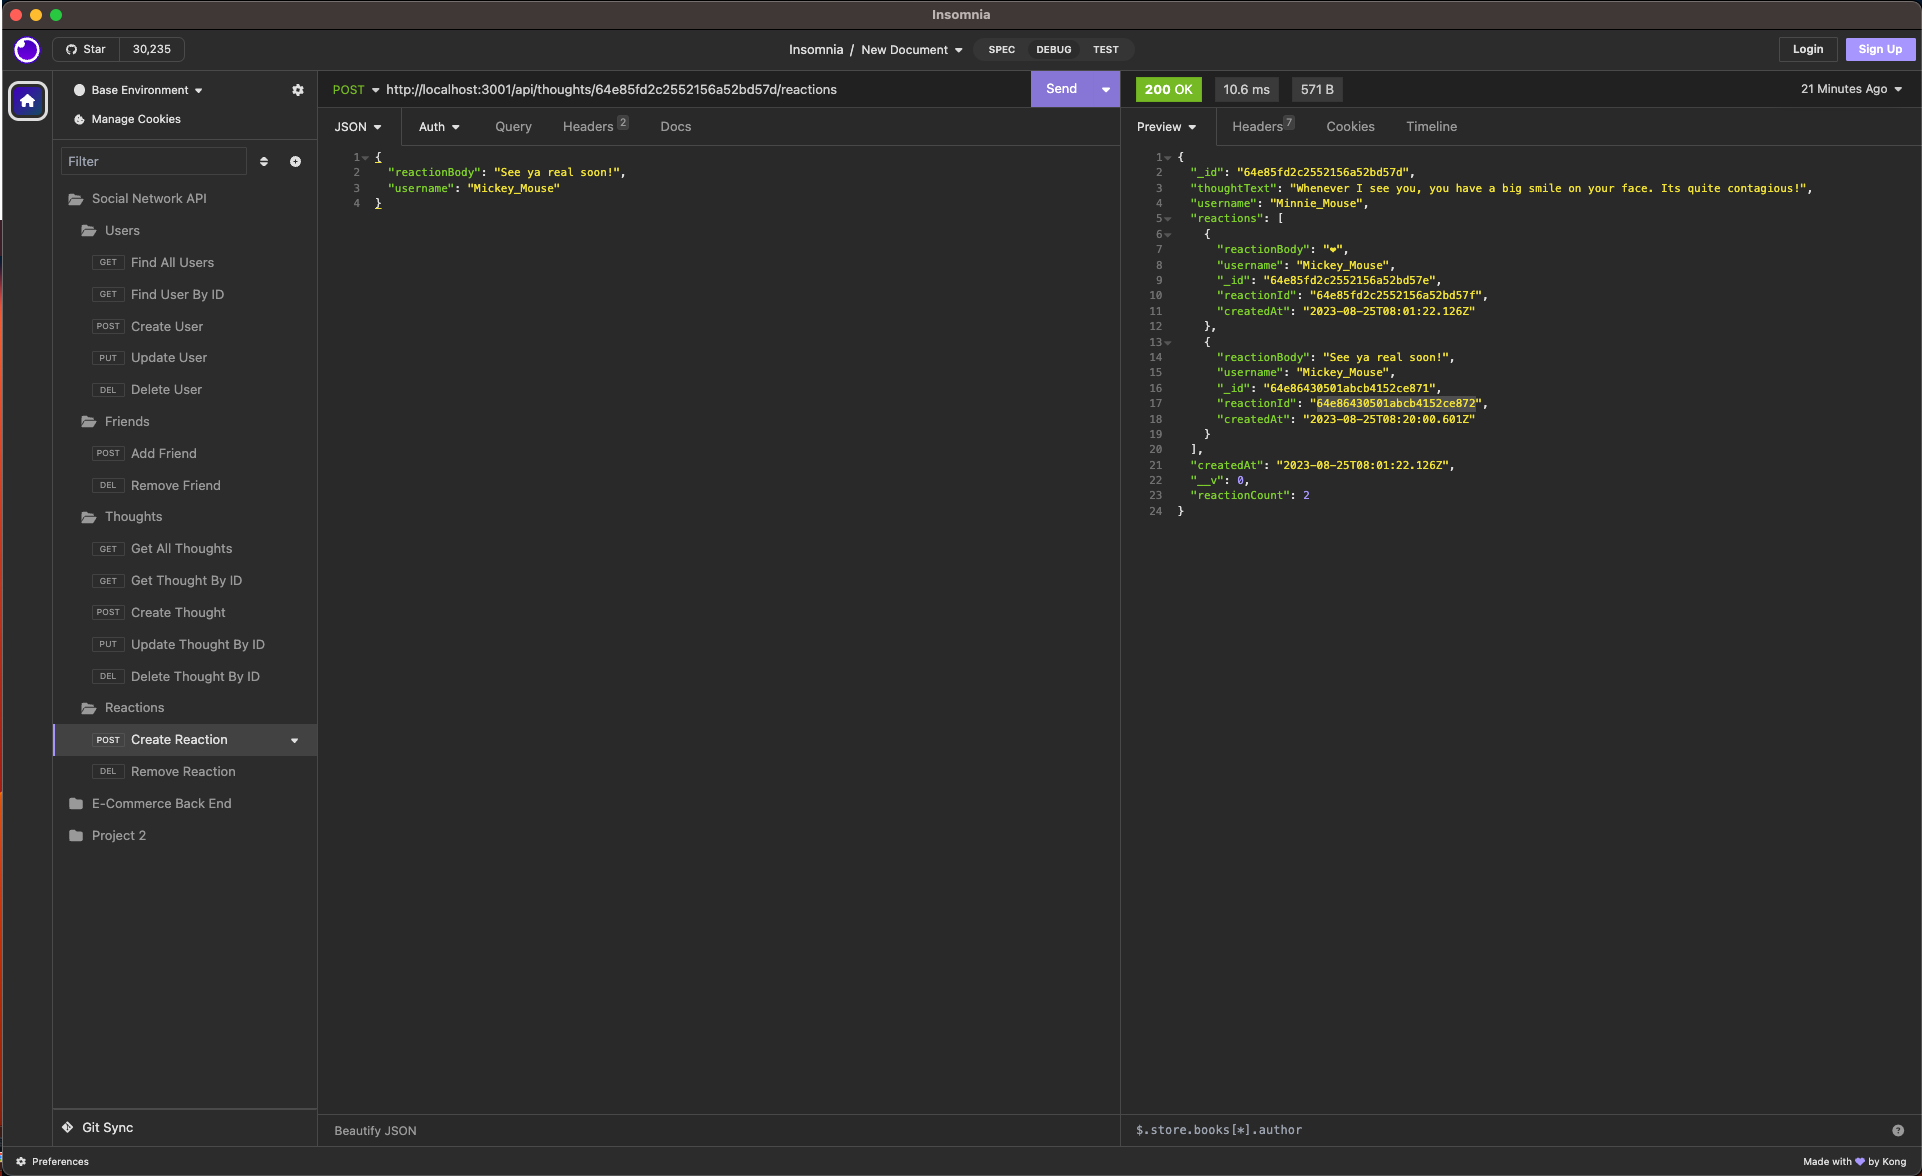 Insomnia
Star 30,235
Insomnia / New Document
SPEC DEBUG TEST
Login Sign Up
Base Environment
Manage Cookies
Filter
Social Network API
Users
GET Find All Users
GET Find User By ID
POST Create User
PUT Update User
DEL Delete User
Friends
POST Add Friend
DEL Remove Friend
Thoughts
GET Get All Thoughts
GET Get Thought By ID
POST Create Thought
PUT Update Thought By ID
DEL Delete Thought By ID
Reactions
POST Create Reaction
DEL Remove Reaction
E-Commerce Back End
Project 2
Git Sync
Preferences
POST http://localhost:3001/api/thoughts/64e85fd2c2552156a52bd57d/reactions Send
JSON Auth Query Headers 2 Docs
1 {
2 "reactionBody": "See ya real soon!",
3 "username": "Mickey_Mouse"
4 }
Beautify JSON
200 OK 10.6 ms 571 B 21 Minutes Ago
Preview Headers 7 Cookies Timeline
1 {
2 "_id": "64e85fd2c2552156a52bd57d",
3 "thoughtText": "Whenever I see you, you have a big smile on your face. Its quite contagious!",
4 "username": "Minnie_Mouse",
5 "reactions": [
6 {
7 "reactionBody": "❤",
8 "username": "Mickey_Mouse",
9 "_id": "64e85fd2c2552156a52bd57e",
10 "reactionId": "64e85fd2c2552156a52bd57f",
11 "createdAt": "2023-08-25T08:01:22.126Z"
12 },
13 {
14 "reactionBody": "See ya real soon!",
15 "username": "Mickey_Mouse",
16 "_id": "64e86430501abcb4152ce871",
17 "reactionId": "64e86430501abcb4152ce872",
18 "createdAt": "2023-08-25T08:20:00.601Z"
19 }
20 ],
21 "createdAt": "2023-08-25T08:01:22.126Z",
22 "__v": 0,
23 "reactionCount": 2
24 }
$.store.books[*].author
Made with 💜 by Kong